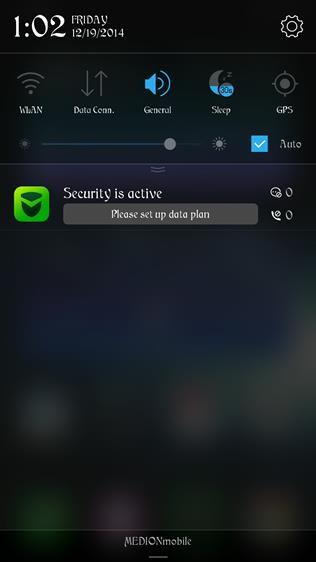 1:02 FRIDAY
12/19/2014
WLAN Data Conn. General Sleep GPS
30s
Auto
Security is active 0
Please set up data plan 0
MEDIONmobile